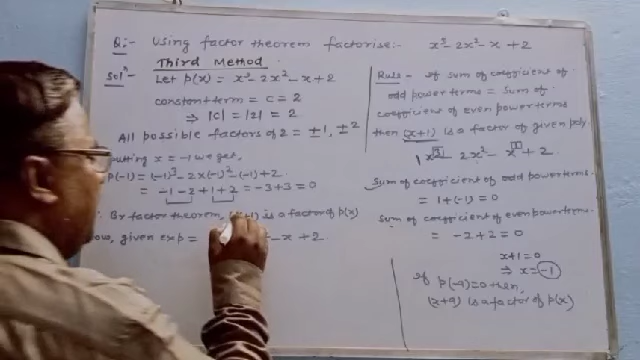 Q:- Using factor theorem factorise:- x³-2x²-x+2
Third Method.
Solⁿ Let p(x) = x³-2x²-x+2
constant term = c = 2
⇒ |c| = |2| = 2
All possible factors of 2 = ±1, ±2
putting x = -1 we get,
p(-1) = (-1)³-2x(-1)²-(-1)+2
= -1-2+1+2 = -3+3 = 0
∴ By factor theorem, (x+1) is a factor of p(x)
Now, given exp = - x + 2
Rule - If sum of coefficient of
odd power terms = sum of
coefficient of even power terms
then (x+1) is a factor of given poly.
1x³ - 2x² - x¹ + 2.
Sum of coefficient of odd power terms
= 1+(-1) = 0
Sum of coefficient of even power terms
= -2+2 = 0
x+1 = 0
⇒ x = -1
If p(-a)=0 then,
(x+a) is a factor of p(x)